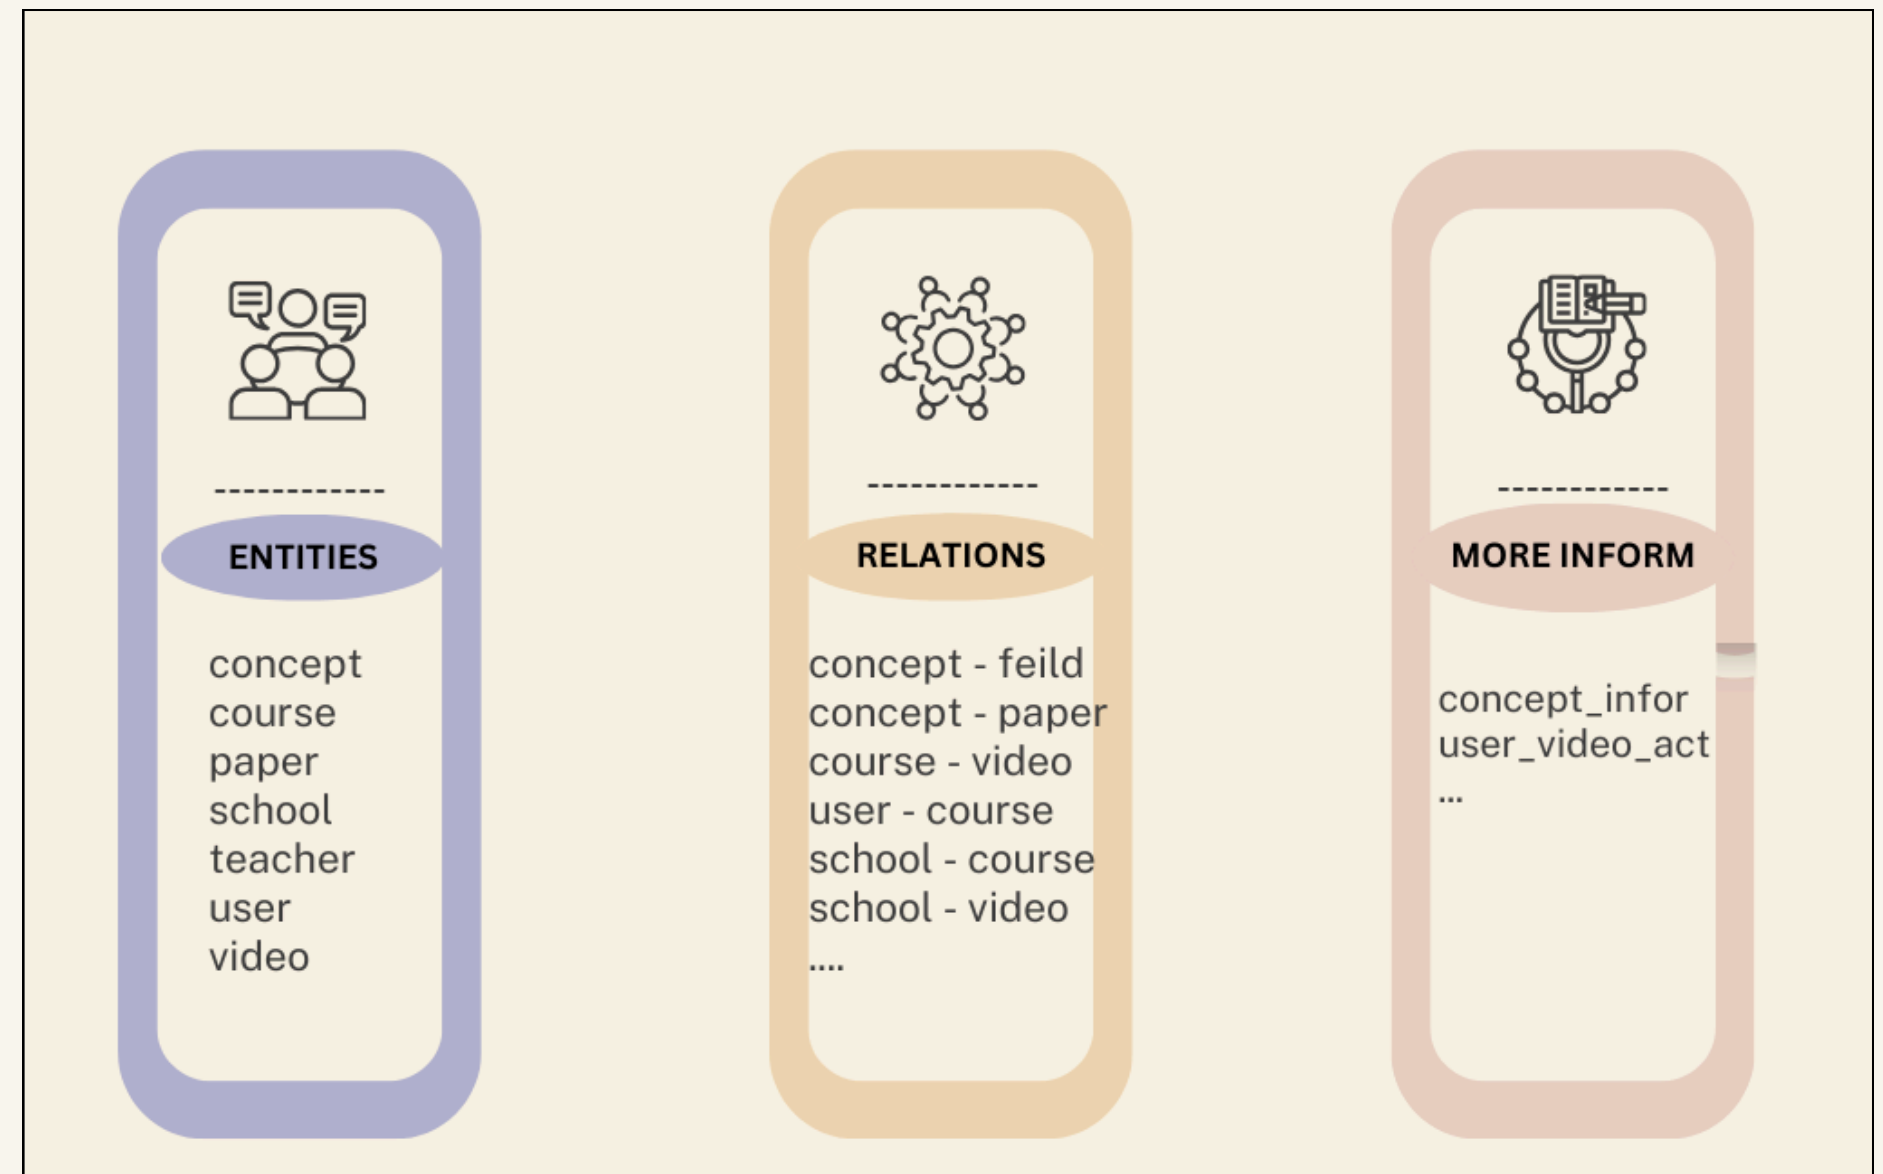 ------------
ENTITIES
concept
course
paper
school
teacher
user
video
------------
RELATIONS
concept - feild
concept - paper
course - video
user - course
school - course
school - video
....
------------
MORE INFORM
concept_infor
user_video_act
...